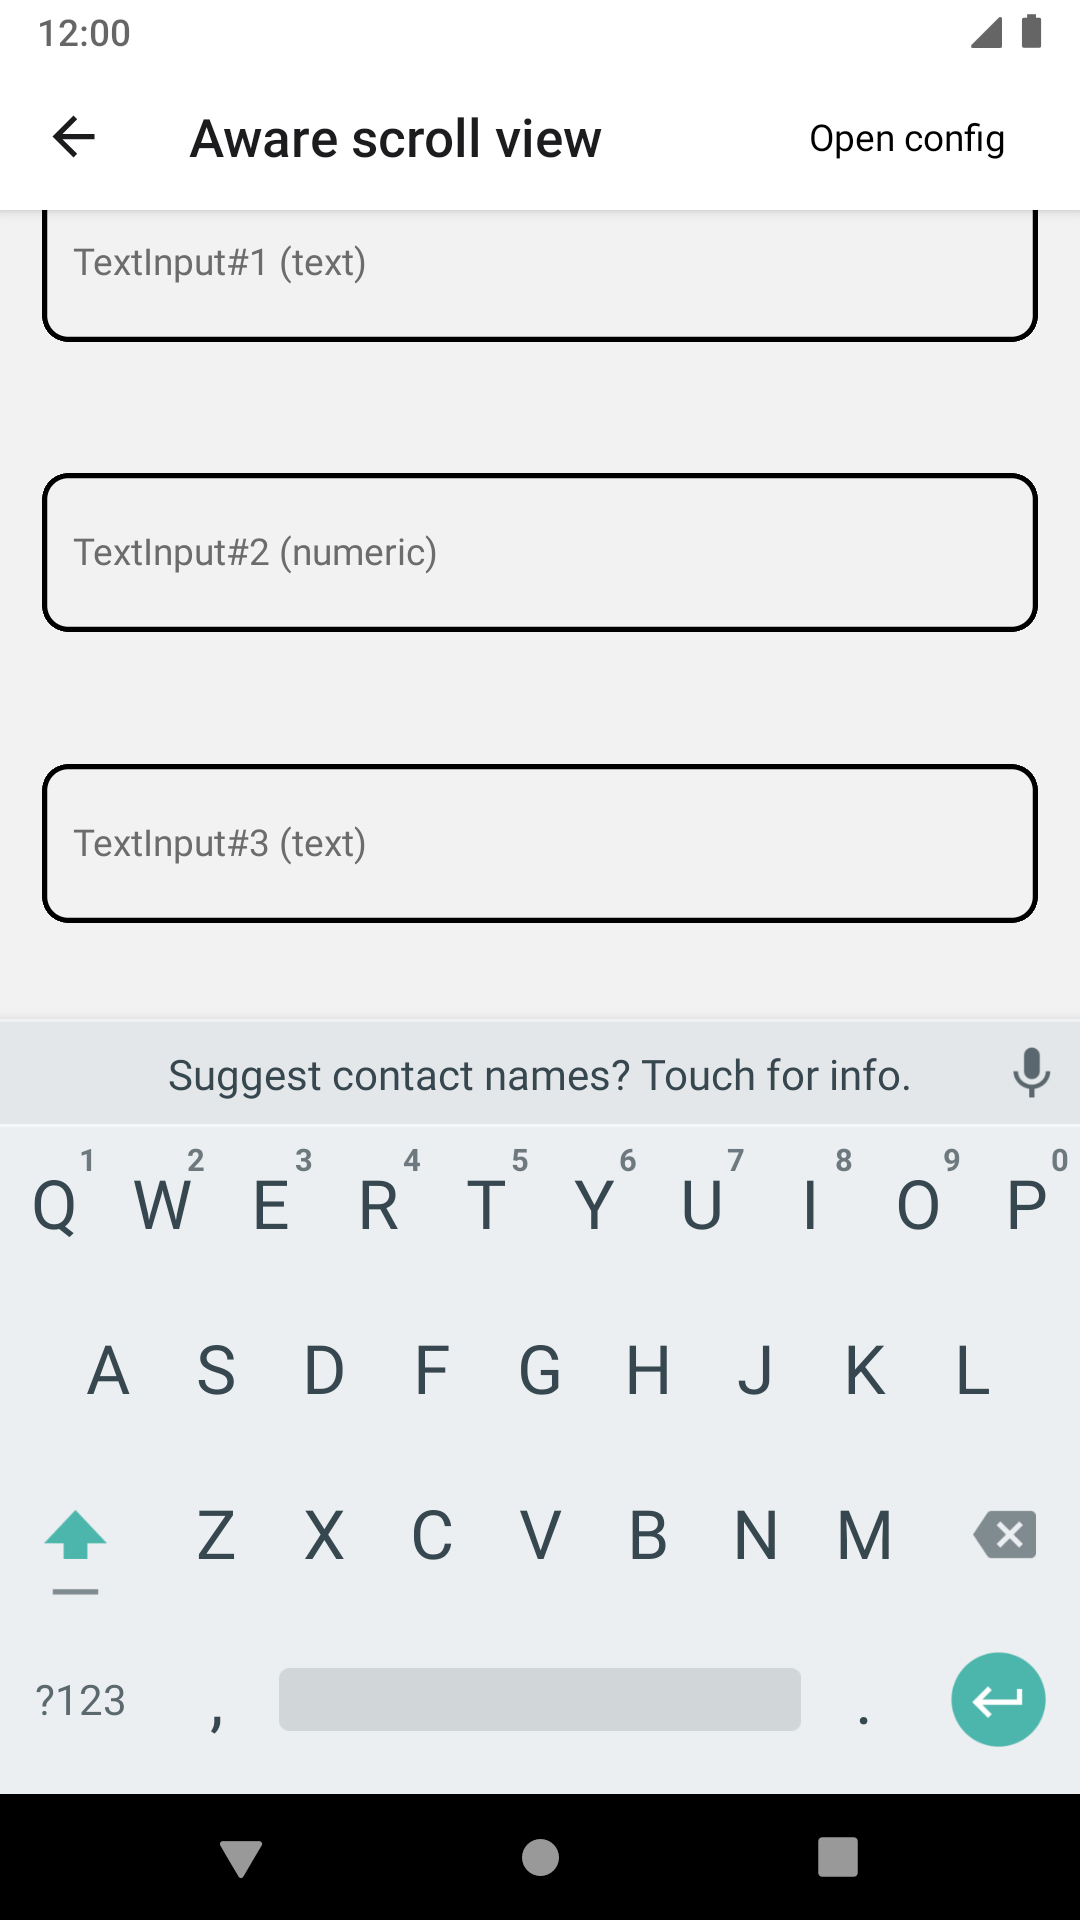 12:00
Aware scroll view
Open config
TextInput#1 (text)
TextInput#2 (numeric)
TextInput#3 (text)
Suggest contact names? Touch for info.
1 2 3 4 5 6 7 8 9 0
Q W E R T Y U I O P
A S D F G H J K L
Z X C V B N M
?123 , .